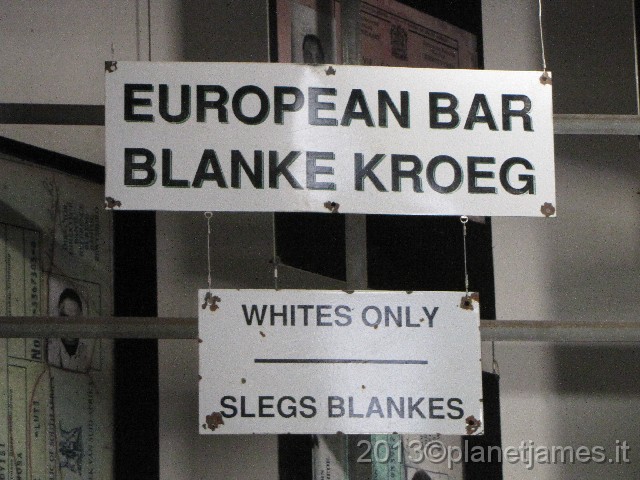 EUROPEAN BAR
BLANKE KROEG
WHITES ONLY
SLEGS BLANKES
2013©planetjames.it